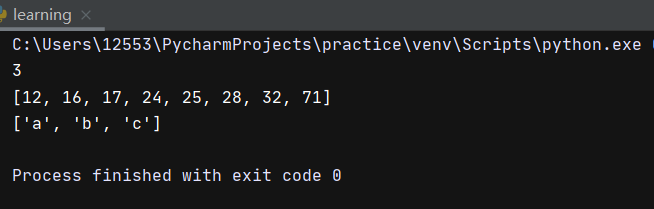 learning
C:\Users\12553\PycharmProjects\practice\venv\Scripts\python.exe
3
[12, 16, 17, 24, 25, 28, 32, 71]
['a', 'b', 'c']
Process finished with exit code 0